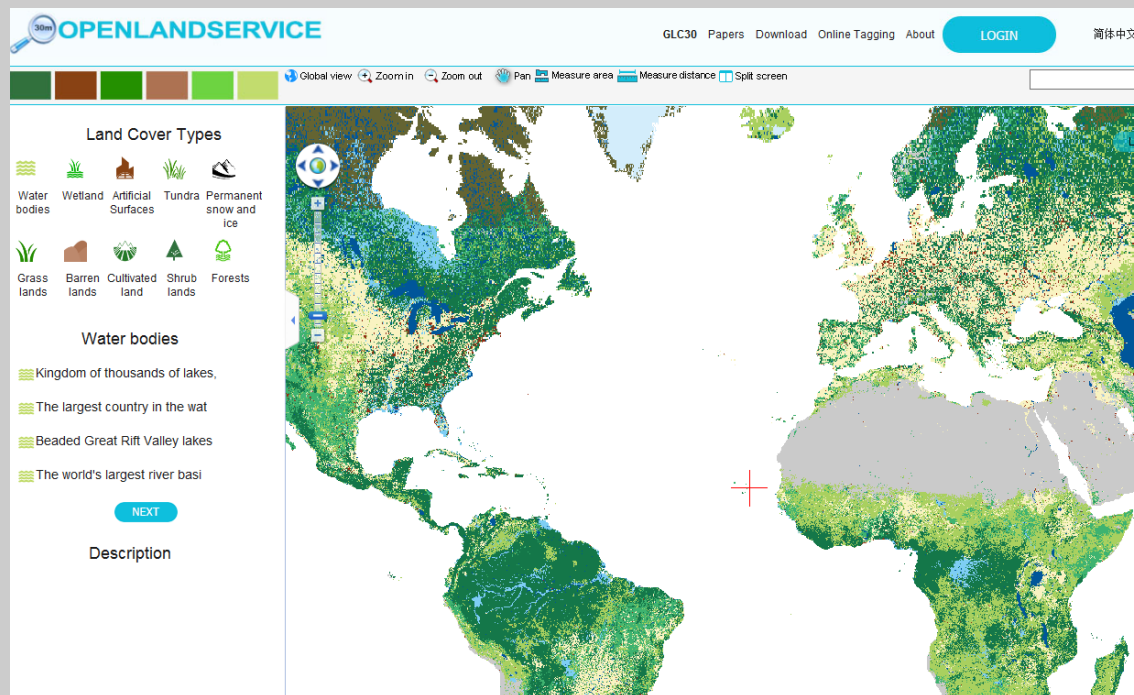 30m OPENLANDSERVICE
GLC30 Papers Download Online Tagging About LOGIN 简体中文
Global view Zoom in Zoom out Pan Measure area Measure distance Split screen
Land Cover Types
Water bodies
Wetland
Artificial Surfaces
Tundra
Permanent snow and ice
Grass lands
Barren lands
Cultivated land
Shrub lands
Forests
Water bodies
Kingdom of thousands of lakes,
The largest country in the wat
Beaded Great Rift Valley lakes
The world's largest river basi
NEXT
Description